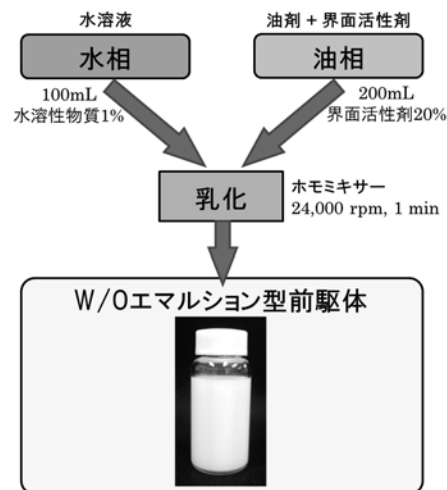 水溶液
油剤 + 界面活性剤
水相
油相
100mL
水溶性物質1%
200mL
界面活性剤20%
乳化
ホモミキサー
24,000 rpm, 1 min
W/Oエマルション型前駆体